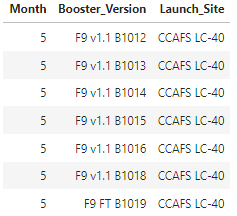 Month Booster_Version Launch_Site
5 F9 v1.1 B1012 CCAFS LC-40
5 F9 v1.1 B1013 CCAFS LC-40
5 F9 v1.1 B1014 CCAFS LC-40
5 F9 v1.1 B1015 CCAFS LC-40
5 F9 v1.1 B1016 CCAFS LC-40
5 F9 v1.1 B1018 CCAFS LC-40
5 F9 FT B1019 CCAFS LC-40